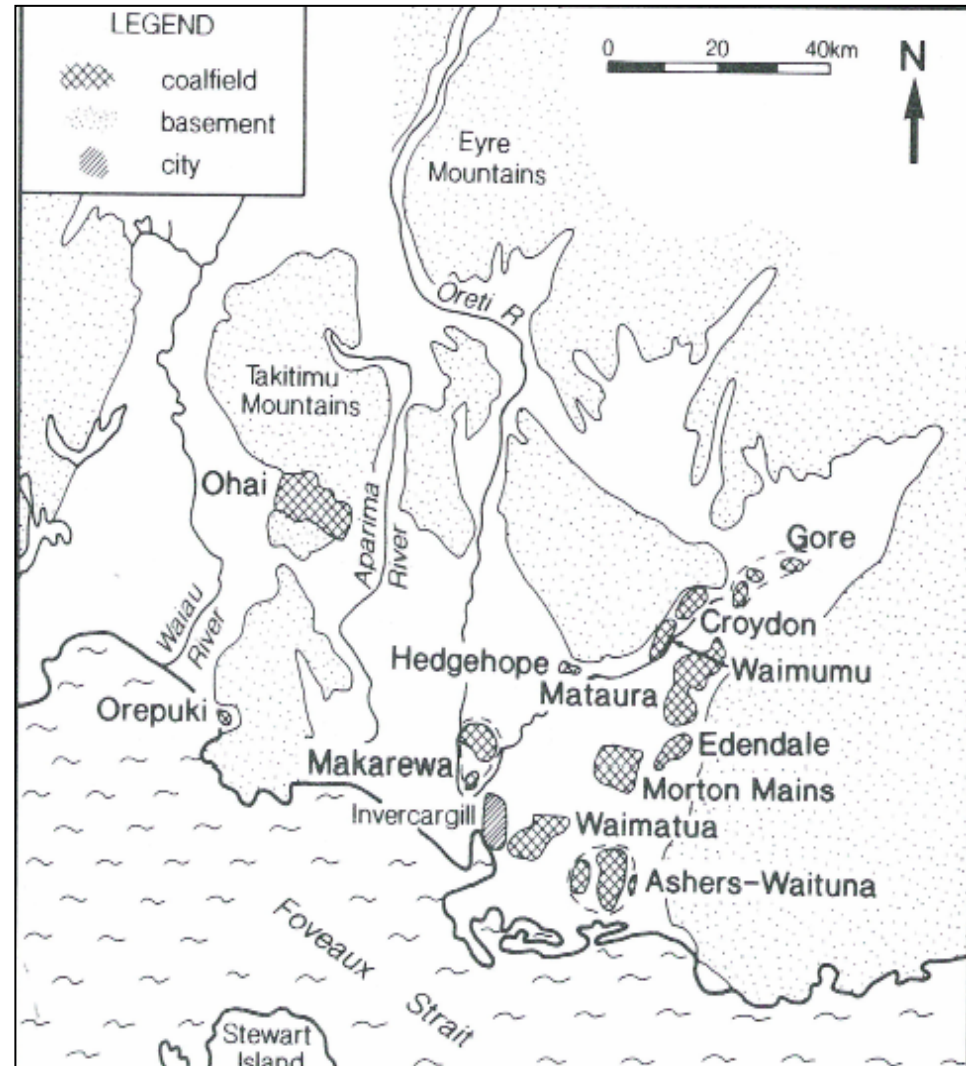 LEGEND
coalfield
basement
city
0 20 40km
N
Eyre
Mountains
Oreti R
Takitimu
Mountains
Ohai
Aparima
River
Gore
Waiau
River
Croydon
Hedgehope
Waimumu
Mataura
Orepuki
Edendale
Makarewa
Morton Mains
Invercargill
Waimatua
Ashers-Waituna
Foveaux
Strait
Stewart
Island